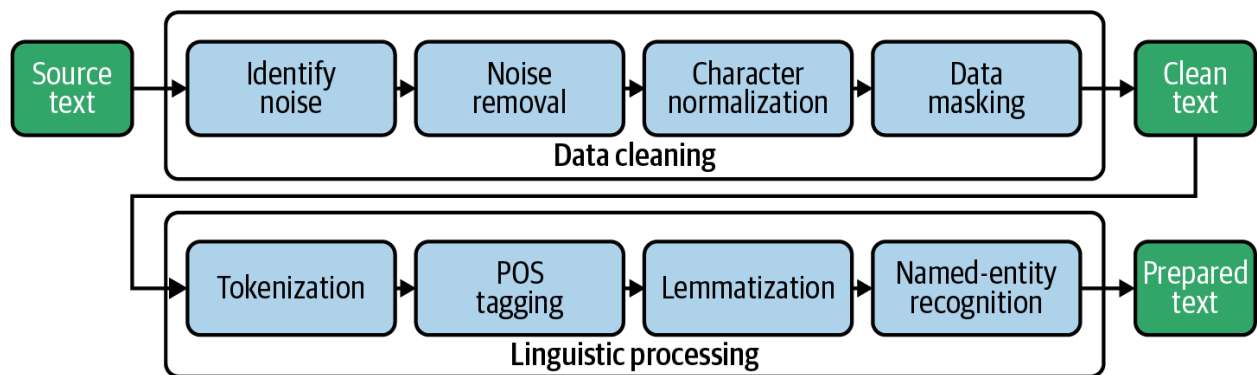 Source
text
Identify
noise
Noise
removal
Character
normalization
Data
masking
Clean
text
Data cleaning
Tokenization
POS
tagging
Lemmatization
Named-entity
recognition
Prepared
text
Linguistic processing